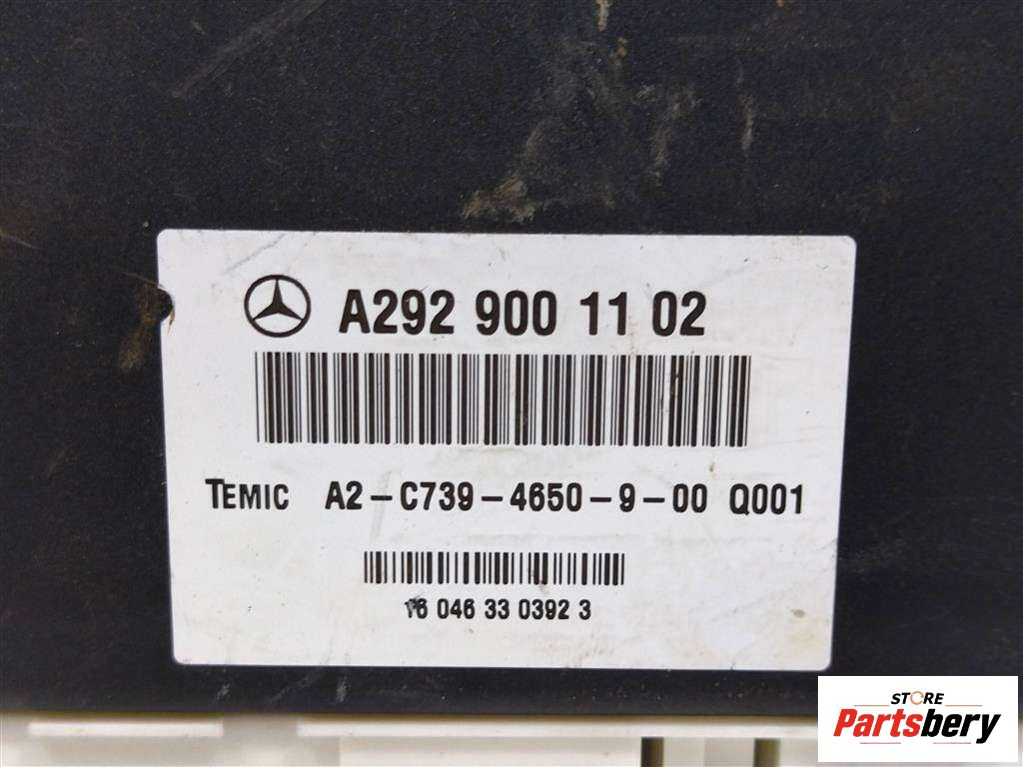 A292 900 11 02
TEMIC A2-C739-4650-9-00 Q001
16 046 33 0392 3
STORE
Partsbery